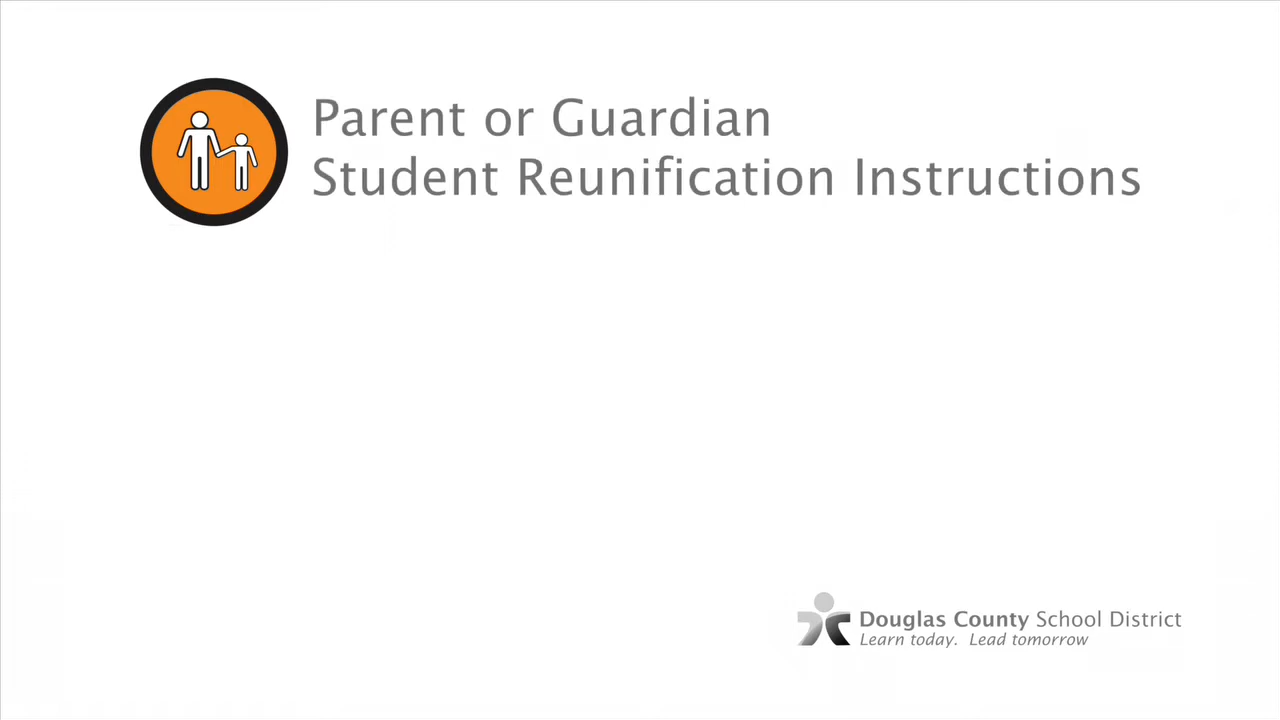 Parent or Guardian
Student Reunification Instructions
Douglas County School District
Learn today. Lead tomorrow